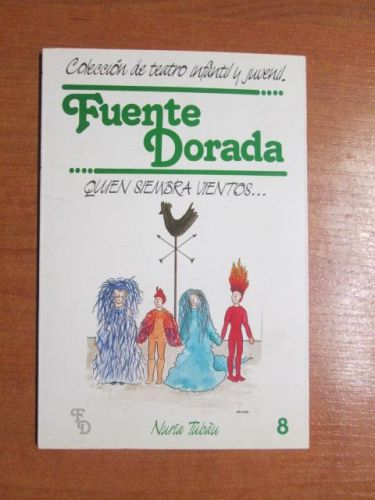 Colección de teatro infantil y juvenil.
Fuente
Dorada
QUIEN SIEMBRA VIENTOS...
FD
Nuria Tubau
8